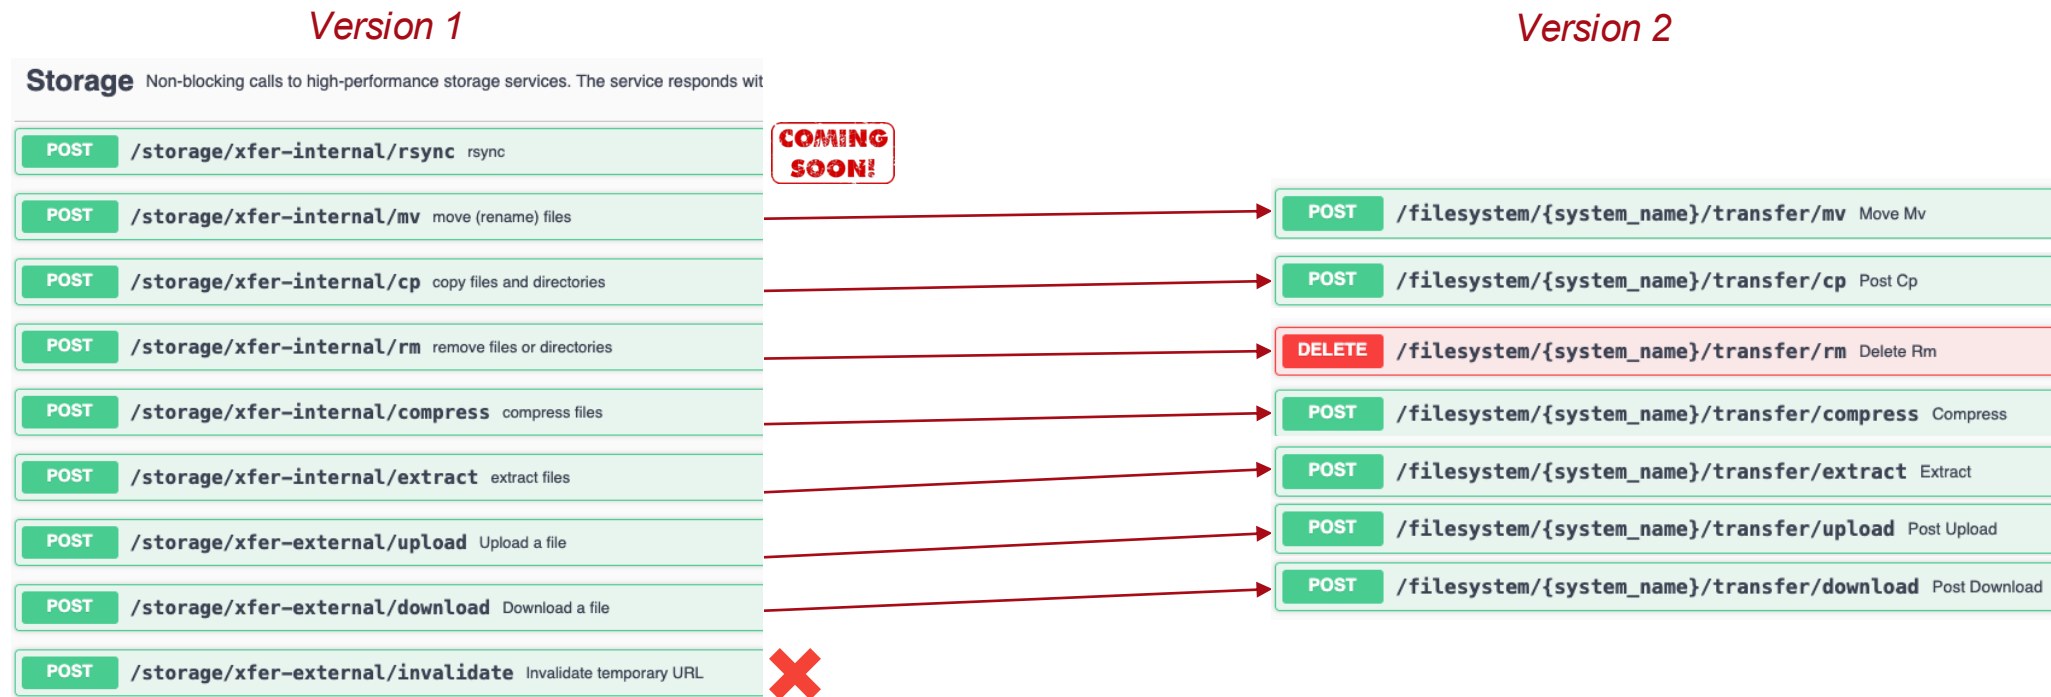 Version 1
Version 2
Storage Non-blocking calls to high-performance storage services. The service responds wit
POST /storage/xfer-internal/rsync rsync
COMING
SOON!
POST /storage/xfer-internal/mv move (rename) files
POST /filesystem/{system_name}/transfer/mv Move Mv
POST /storage/xfer-internal/cp copy files and directories
POST /filesystem/{system_name}/transfer/cp Post Cp
POST /storage/xfer-internal/rm remove files or directories
DELETE /filesystem/{system_name}/transfer/rm Delete Rm
POST /storage/xfer-internal/compress compress files
POST /filesystem/{system_name}/transfer/compress Compress
POST /storage/xfer-internal/extract extract files
POST /filesystem/{system_name}/transfer/extract Extract
POST /storage/xfer-external/upload Upload a file
POST /filesystem/{system_name}/transfer/upload Post Upload
POST /storage/xfer-external/download Download a file
POST /filesystem/{system_name}/transfer/download Post Download
POST /storage/xfer-external/invalidate Invalidate temporary URL